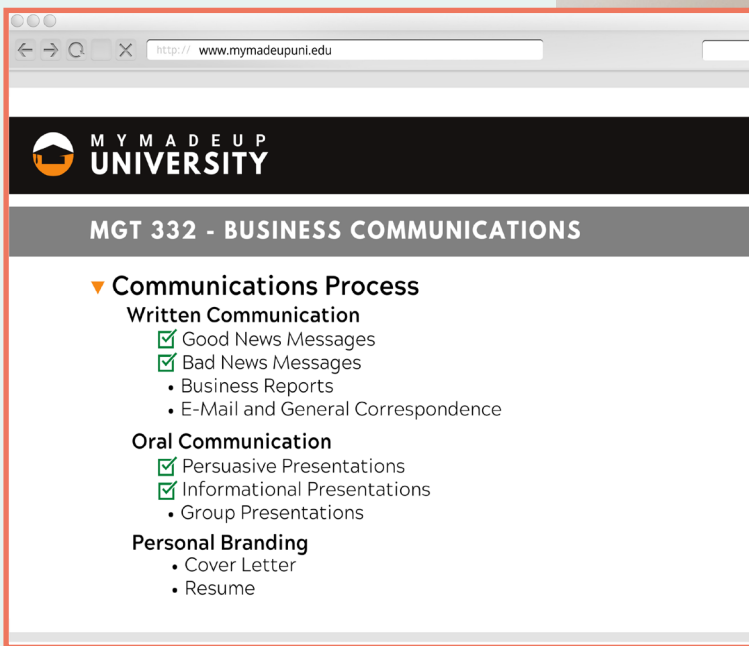 http:// www.mymadeupuni.edu
MYMADEUP
UNIVERSITY
MGT 332 - BUSINESS COMMUNICATIONS
Communications Process
Written Communication
Good News Messages
Bad News Messages
• Business Reports
• E-Mail and General Correspondence
Oral Communication
Persuasive Presentations
Informational Presentations
• Group Presentations
Personal Branding
• Cover Letter
• Resume